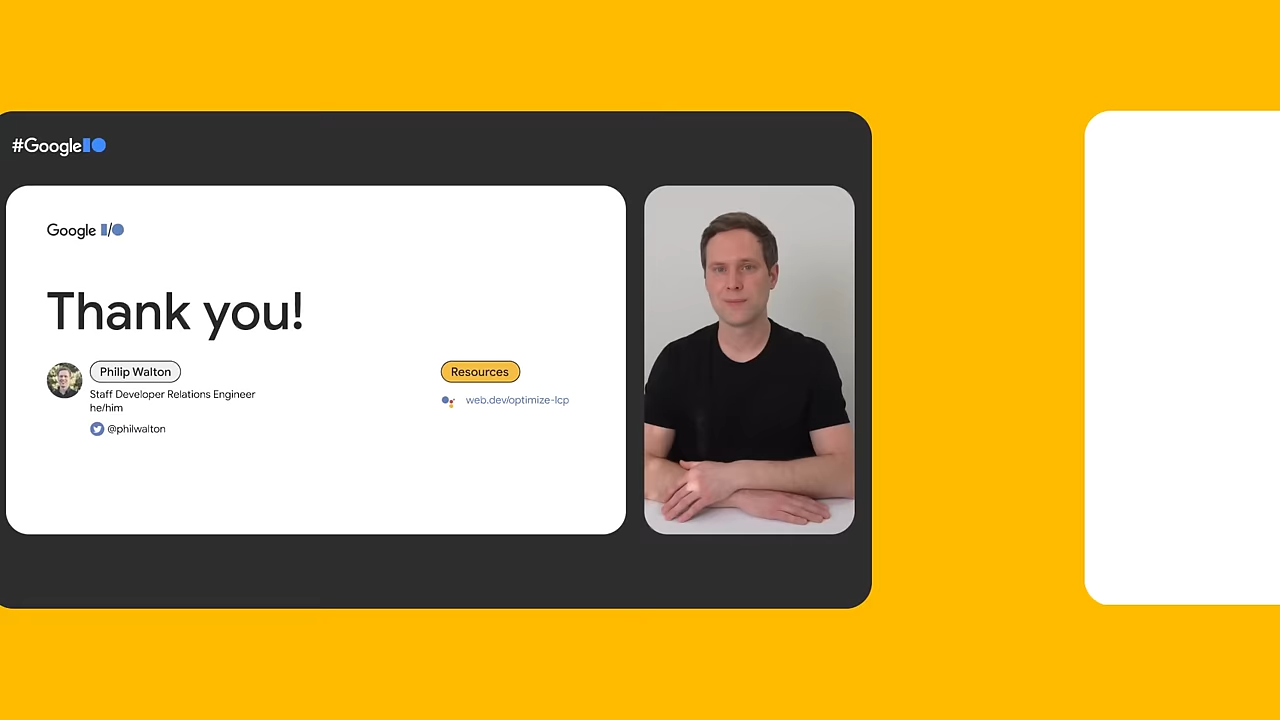 #GoogleIO
Google I/O
Thank you!
Philip Walton
Staff Developer Relations Engineer
he/him
@philwalton
Resources
web.dev/optimize-lcp